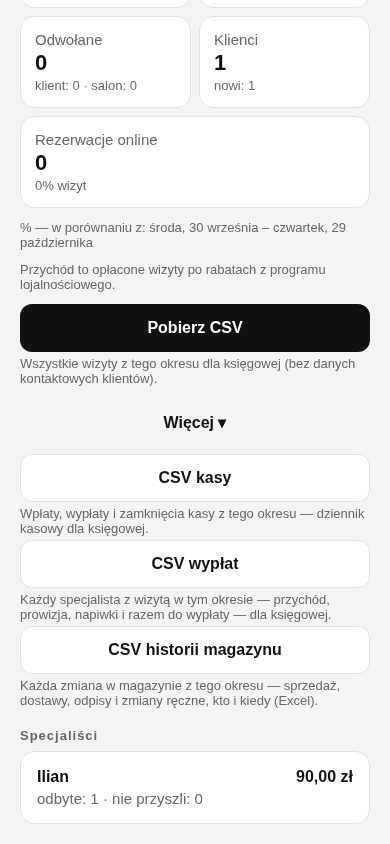 Odwołane
0
klient: 0 · salon: 0
Klienci
1
nowi: 1
Rezerwacje online
0
0% wizyt
% — w porównaniu z: środa, 30 września – czwartek, 29
października
Przychód to opłacone wizyty po rabatach z programu
lojalnościowego.
Pobierz CSV
Wszystkie wizyty z tego okresu dla księgowej (bez danych
kontaktowych klientów).
Więcej ▾
CSV kasy
Wpłaty, wypłaty i zamknięcia kasy z tego okresu — dziennik
kasowy dla księgowej.
CSV wypłat
Każdy specjalista z wizytą w tym okresie — przychód,
prowizja, napiwki i razem do wypłaty — dla księgowej.
CSV historii magazynu
Każda zmiana w magazynie z tego okresu — sprzedaż,
dostawy, odpisy i zmiany ręczne, kto i kiedy (Excel).
Specjaliści
Ilian 90,00 zł
odbyte: 1 · nie przyszli: 0